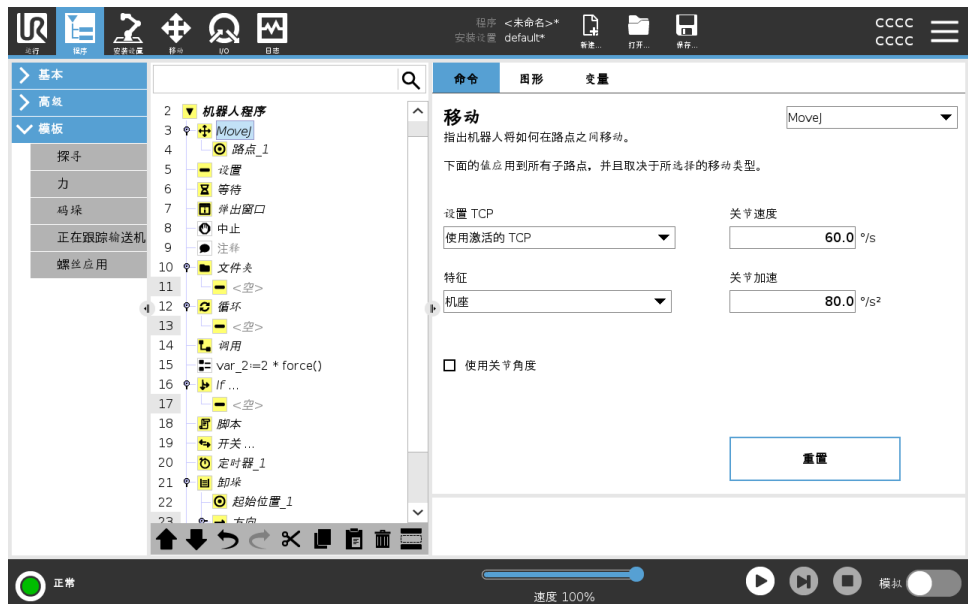 UR
运行
程序
安装设置
移动
I/O
日志
程序 <未命名>*
安装设置 default*
新建...
打开...
保存...
CCCC
CCCC
基本
高级
模板
探寻
力
码垛
正在跟踪输送机
螺丝应用
2 机器人程序
3 MoveJ
4 路点_1
5 设置
6 等待
7 弹出窗口
8 中止
9 注释
10 文件夹
11 <空>
12 循环
13 <空>
14 调用
15 var_2:=2 * force()
16 If ...
17 <空>
18 脚本
19 开关 ...
20 定时器_1
21 卸垛
22 起始位置_1
23 方向
命令
图形
变量
移动
MoveJ
指出机器人将如何在路点之间移动。
下面的值应用到所有子路点，并且取决于所选择的移动类型。
设置 TCP
关节速度
使用激活的 TCP
60.0 °/s
特征
关节加速
机座
80.0 °/s²
使用关节角度
重置
正常
速度 100%
模拟